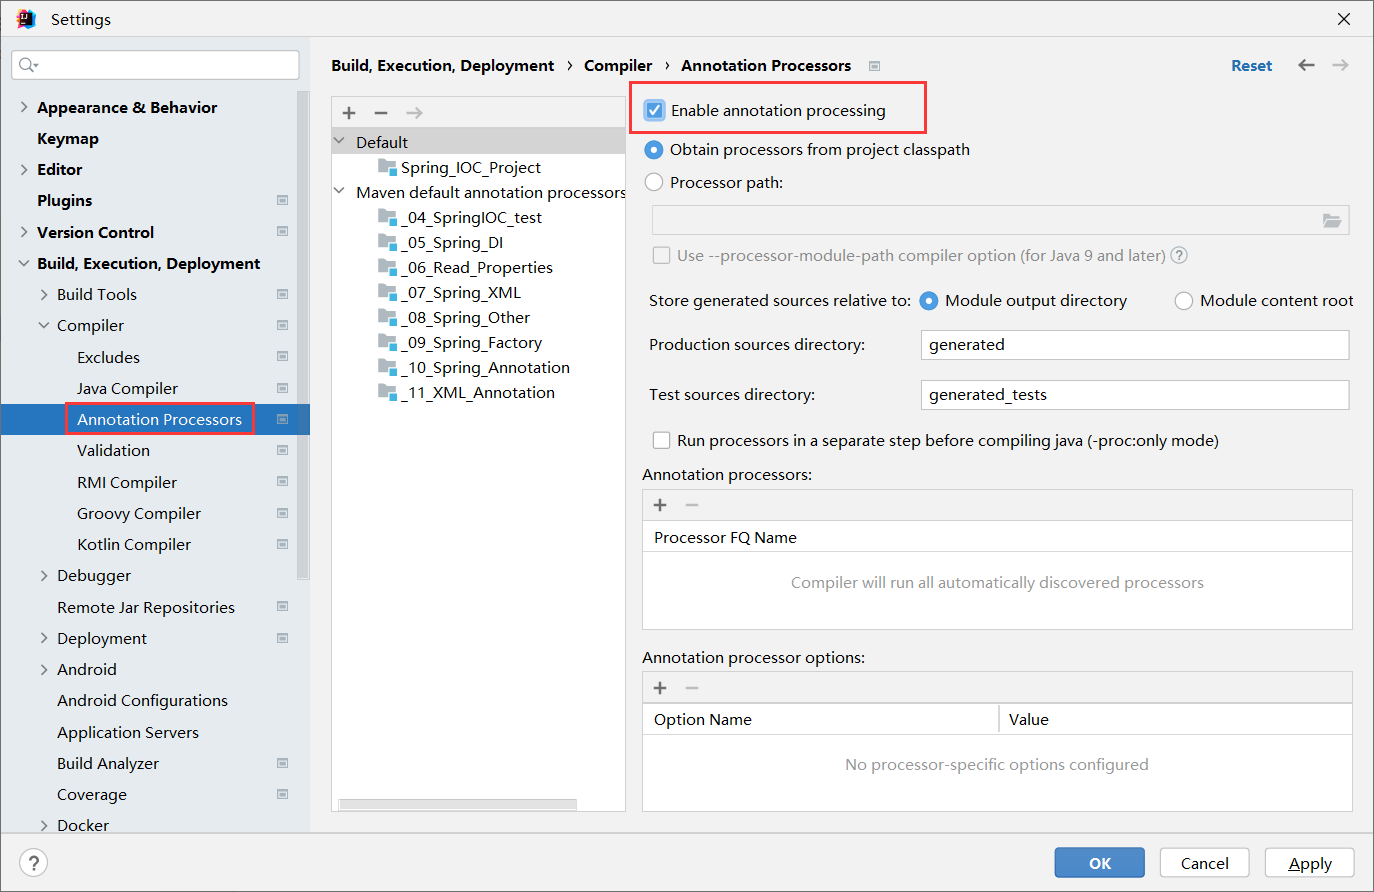 Settings
Appearance & Behavior
Keymap
Editor
Plugins
Version Control
Build, Execution, Deployment
Build Tools
Compiler
Excludes
Java Compiler
Annotation Processors
Validation
RMI Compiler
Groovy Compiler
Kotlin Compiler
Debugger
Remote Jar Repositories
Deployment
Android
Android Configurations
Application Servers
Build Analyzer
Coverage
Docker
Build, Execution, Deployment › Compiler › Annotation Processors
Reset
Default
Spring_IOC_Project
Maven default annotation processors
_04_SpringIOC_test
_05_Spring_DI
_06_Read_Properties
_07_Spring_XML
_08_Spring_Other
_09_Spring_Factory
_10_Spring_Annotation
_11_XML_Annotation
Enable annotation processing
Obtain processors from project classpath
Processor path:
Use --processor-module-path compiler option (for Java 9 and later) ?
Store generated sources relative to: Module output directory Module content root
Production sources directory: generated
Test sources directory: generated_tests
Run processors in a separate step before compiling java (-proc:only mode)
Annotation processors:
Processor FQ Name
Compiler will run all automatically discovered processors
Annotation processor options:
Option Name Value
No processor-specific options configured
? OK Cancel Apply